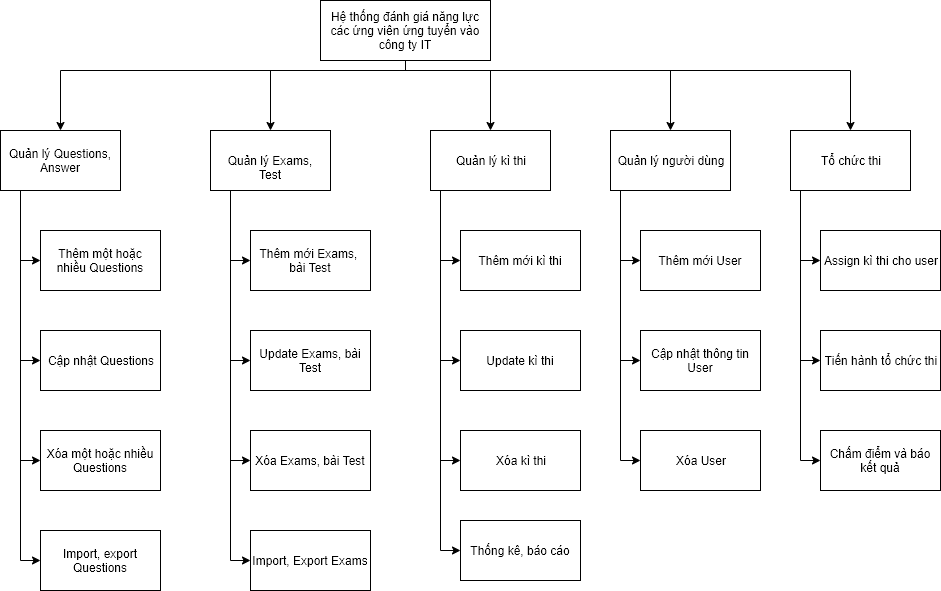 Hệ thống đánh giá năng lực
các ứng viên ứng tuyển vào
công ty IT
Quản lý Questions,
Answer
Quản lý Exams,
Test
Quản lý kì thi
Quản lý người dùng
Tổ chức thi
Thêm một hoặc
nhiều Questions
Thêm mới Exams,
bài Test
Thêm mới kì thi
Thêm mới User
Assign kì thi cho user
Cập nhật Questions
Update Exams, bài
Test
Update kì thi
Cập nhật thông tin
User
Tiến hành tổ chức thi
Xóa một hoặc nhiều
Questions
Xóa Exams, bài Test
Xóa kì thi
Xóa User
Chấm điểm và báo
kết quả
Import, export
Questions
Import, Export Exams
Thống kê, báo cáo